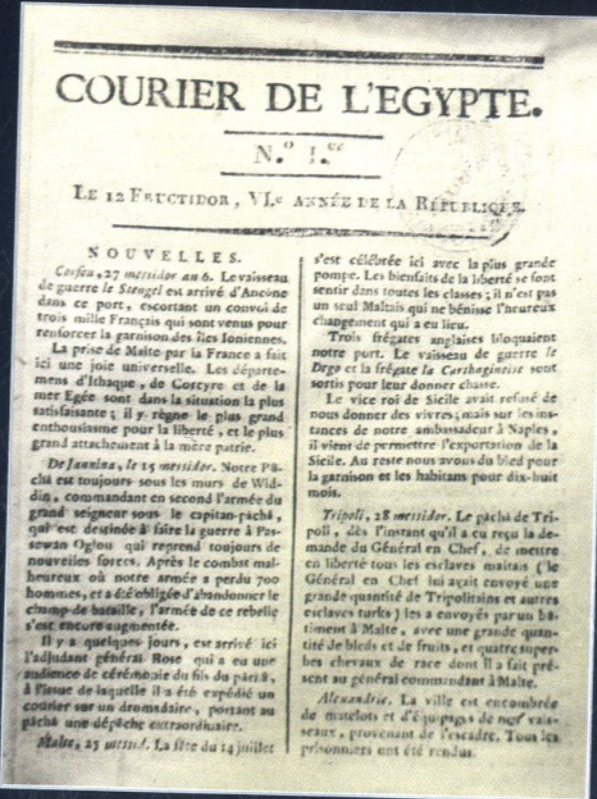 COURIER DE L'EGYPTE.
N.º 1.er
LE 12 FRUCTIDOR, VI.e ANNÉE DE LA RÉPUBLIQUE.
NOUVELLES.
Corfou, 27 messidor an 6. Le vaisseau
de guerre le Stengel est arrivé d'Ancône
dans ce port, escortant un convoi de
trois mille Français qui sont venus pour
renforcer la garnison des îles Ioniennes.
La prise de Malte par la France a fait
ici une joie universelle. Les départe-
mens d'Ithaque, de Corcyre et de la
mer Egée sont dans la situation la plus
satisfaisante; il y règne le plus grand
enthousiasme pour la liberté, et le plus
grand attachement à la mère patrie.
De Jannina, le 15 messidor. Notre Pâ-
chá est toujours sous les murs de Wid-
din, commandant en second l'armée du
grand seigneur sous le capitan-pâchá,
qui est destinée à faire la guerre à Pas-
sewan Oglou qui reprend toujours de
nouvelles forces. Après le combat mal-
heureux où notre armée a perdu 700
hommes, et a été obligée d'abandonner le
champ de bataille, l'armée de ce rebelle
s'est encore augmentée.
Il y a quelques jours, est arrivé ici
l'adjudant général Rose qui a eu une
audience de cérémonie du fils du pâchá,
à l'issue de laquelle il a été expédié un
courier sur un dromadaire, portant au
pâchá une dépêche extraordinaire.
Malte, 25 messid. La fête du 14 juillet
s'est célébrée ici avec la plus grande
pompe. Les bienfaits de la liberté se font
sentir dans toutes les classes; il n'est pas
un seul Maltais qui ne bénisse l'heureux
changement qui a eu lieu.
Trois frégates anglaises bloquaient
notre port. Le vaisseau de guerre le
Dego et la frégate la Carthaginoise sont
sortis pour leur donner chasse.
Le vice roi de Sicile avait refusé de
nous donner des vivres; mais sur les ins-
tances de notre ambassadeur à Naples,
il vient de permettre l'exportation de la
Sicile. Au reste nous avons du bled pour
la garnison et les habitans pour dix-huit
mois.
Tripoli, 28 messidor. Le pâchá de Tri-
poli, dès l'instant qu'il a eu reçu la de-
mande du Général en Chef, de mettre
en liberté tous les esclaves maltais (le
Général en Chef lui avait envoyé une
grande quantité de Tripolitains et autres
esclaves turks) les a envoyés par un bâ-
timent à Malte, avec une grande quan-
tité de bleds et de fruits, et quatre super-
bes chevaux de race dont il a fait pré-
sent au général commandant à Malte.
Alexandrie. La ville est encombrée
de matelots et d'équipages de neuf vais-
seaux, provenant de l'escadre. Tous les
prisonniers ont été rendus.